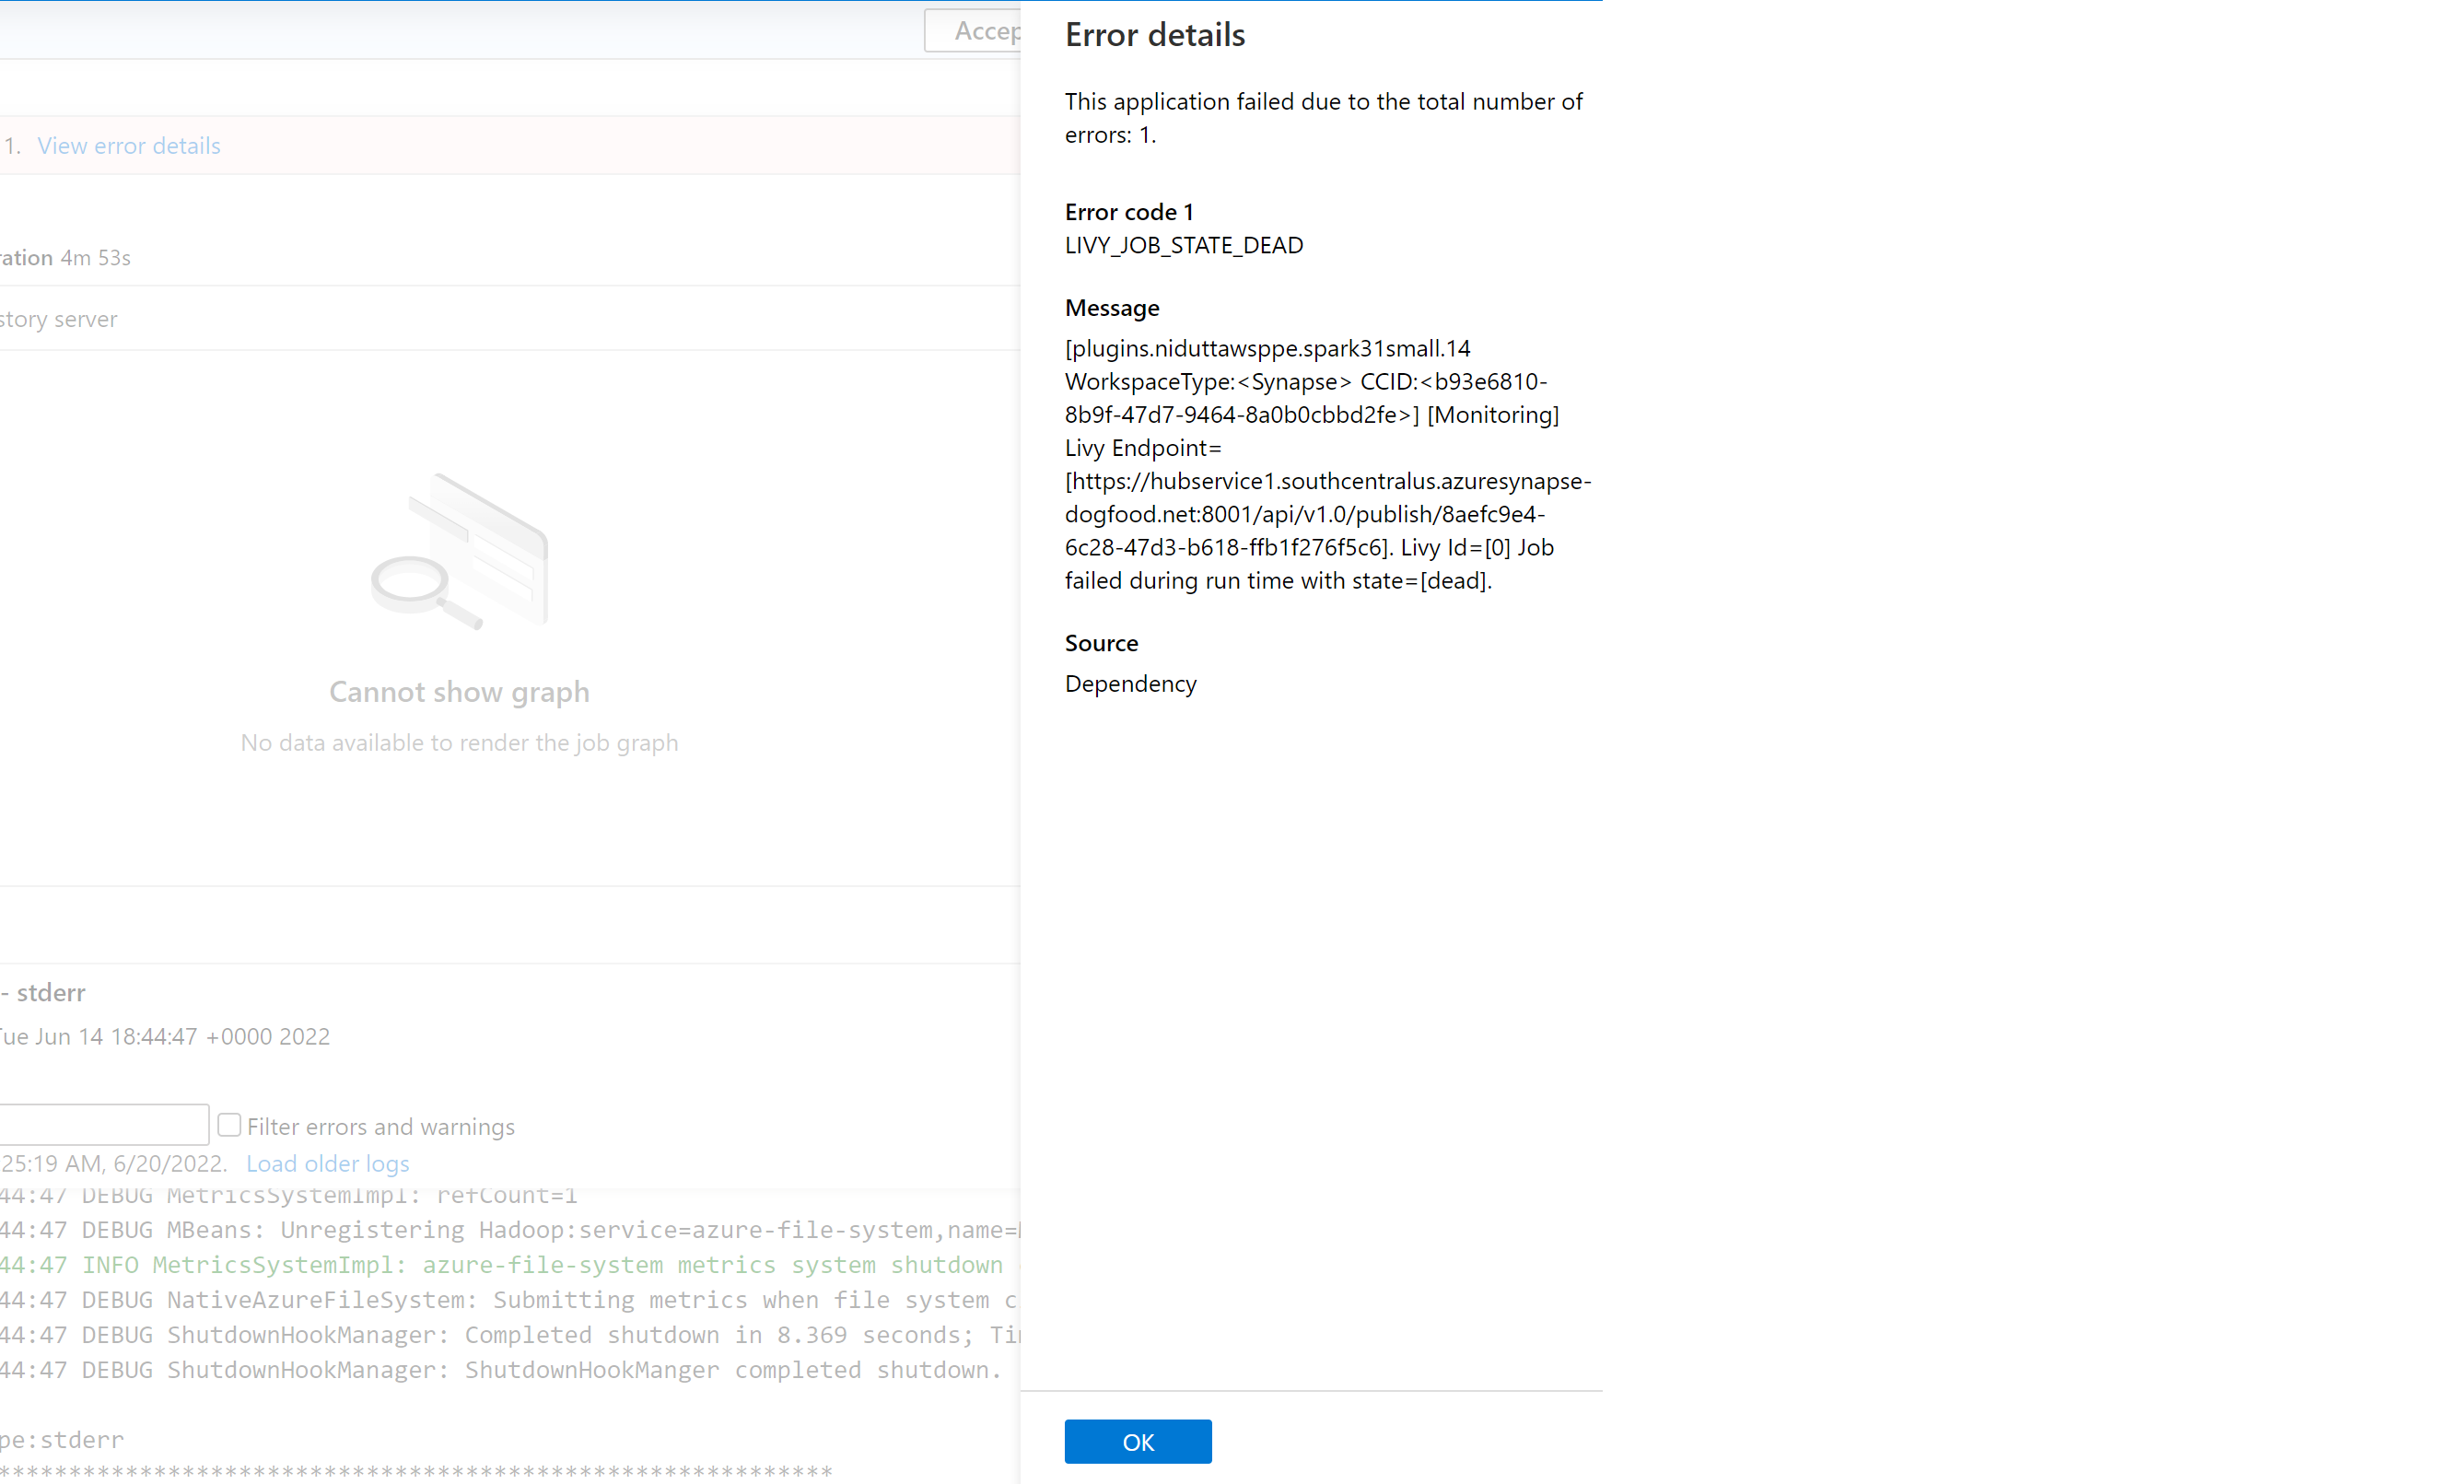 Error details
This application failed due to the total number of
errors: 1.
1. View error details
Error code 1
LIVY_JOB_STATE_DEAD
4m 53s
Message
server
[plugins.niduttawsppe.spark31small.14
WorkspaceType:<Synapse> CCID:<b93e6810-
8b9f-47d7-9464-8a0b0cbbd2fe>] [Monitoring]
Livy Endpoint=
[https://hubservice1.southcentralus.azuresynapse-
dogfood.net:8001/api/v1.0/publish/8aefc9e4-
6c28-47d3-b618-ffb1f276f5c6]. Livy Id=[0] Job
failed during run time with state=[dead].
Source
Dependency
Cannot show graph
No data available to render the job graph
- stderr
Jun 14 18:44:47 +0000 2022
Filter errors and warnings
25:19 AM, 6/20/2022. Load older logs
44:47 DEBUG MetricsSystemImpl: refCount=1
44:47 DEBUG MBeans: Unregistering Hadoop:service=azure-file-system,name=
44:47 INFO MetricsSystemImpl: azure-file-system metrics system shutdown
44:47 DEBUG NativeAzureFileSystem: Submitting metrics when file system
44:47 DEBUG ShutdownHookManager: Completed shutdown in 8.369 seconds;
44:47 DEBUG ShutdownHookManager: ShutdownHookManger completed shutdown.
pe:stderr
***********************************************************
OK